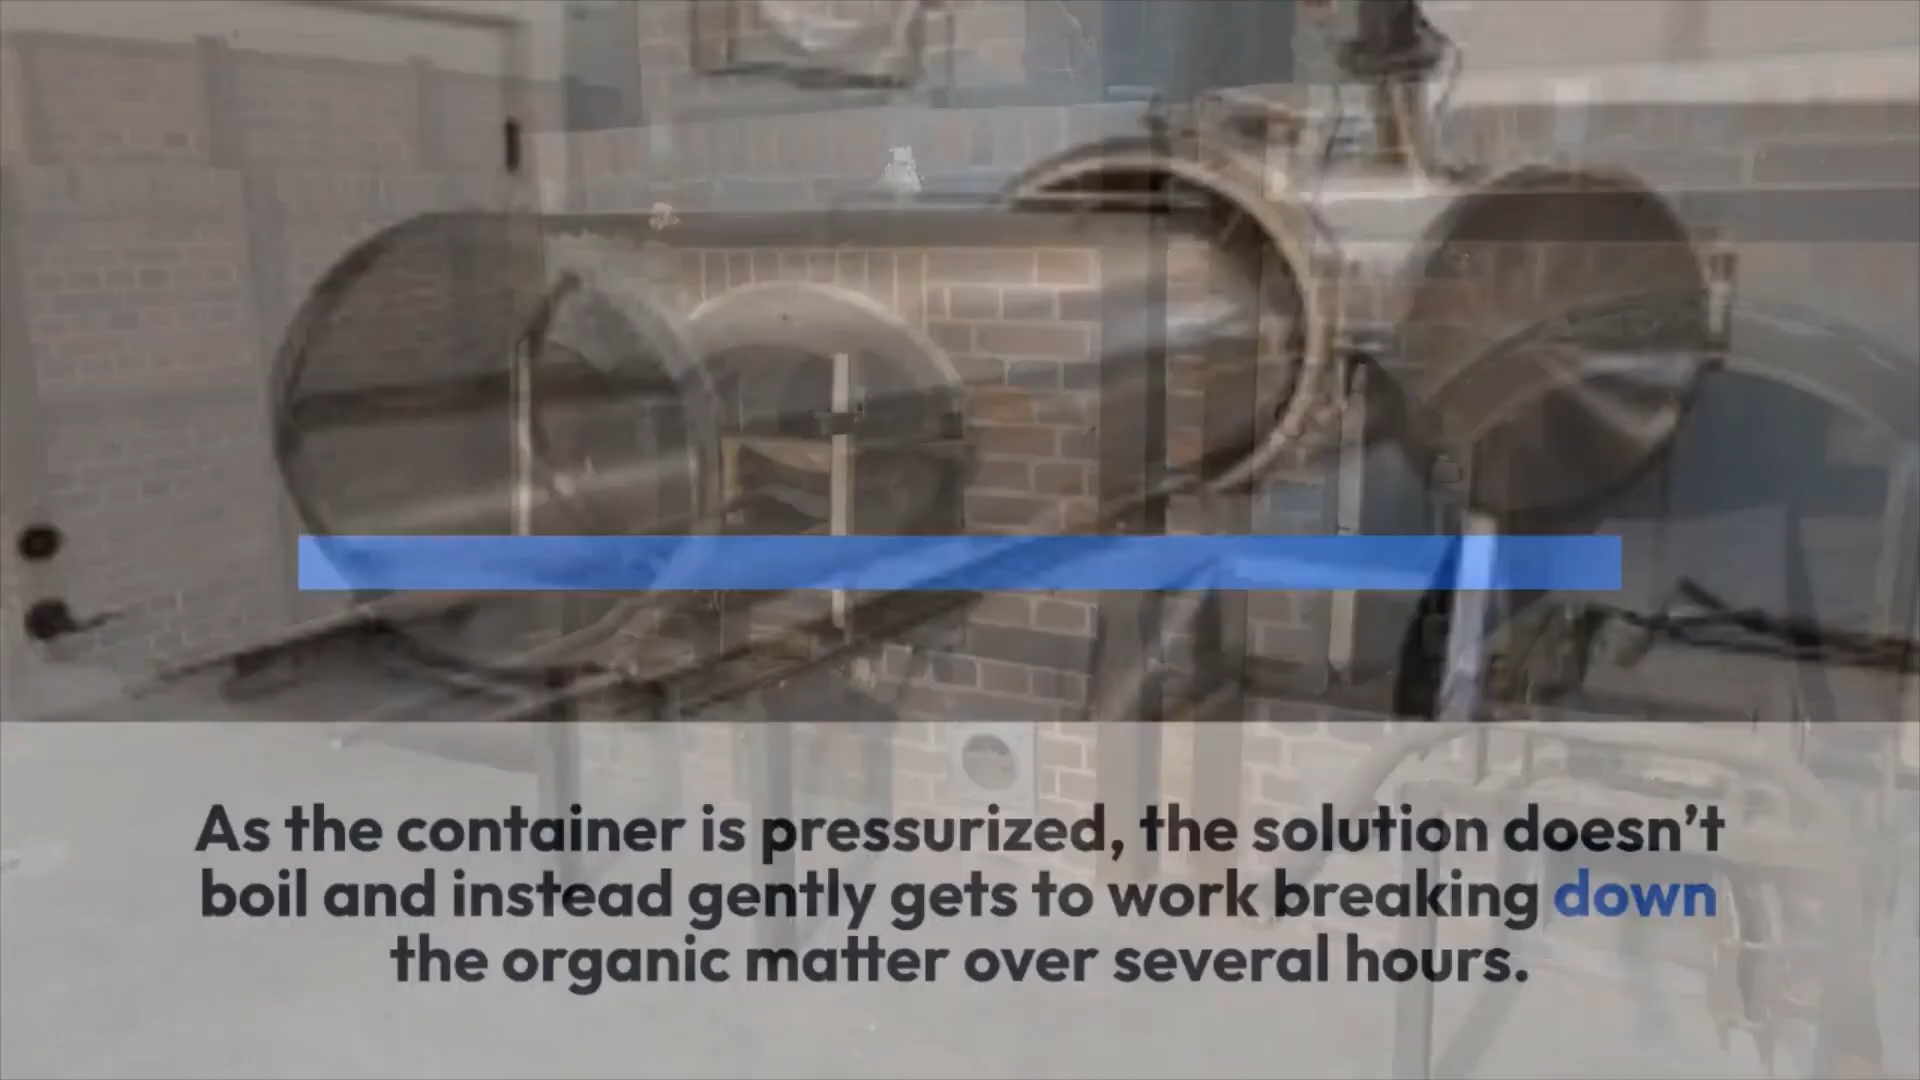 As the container is pressurized, the solution doesn’t
boil and instead gently gets to work breaking down
the organic matter over several hours.